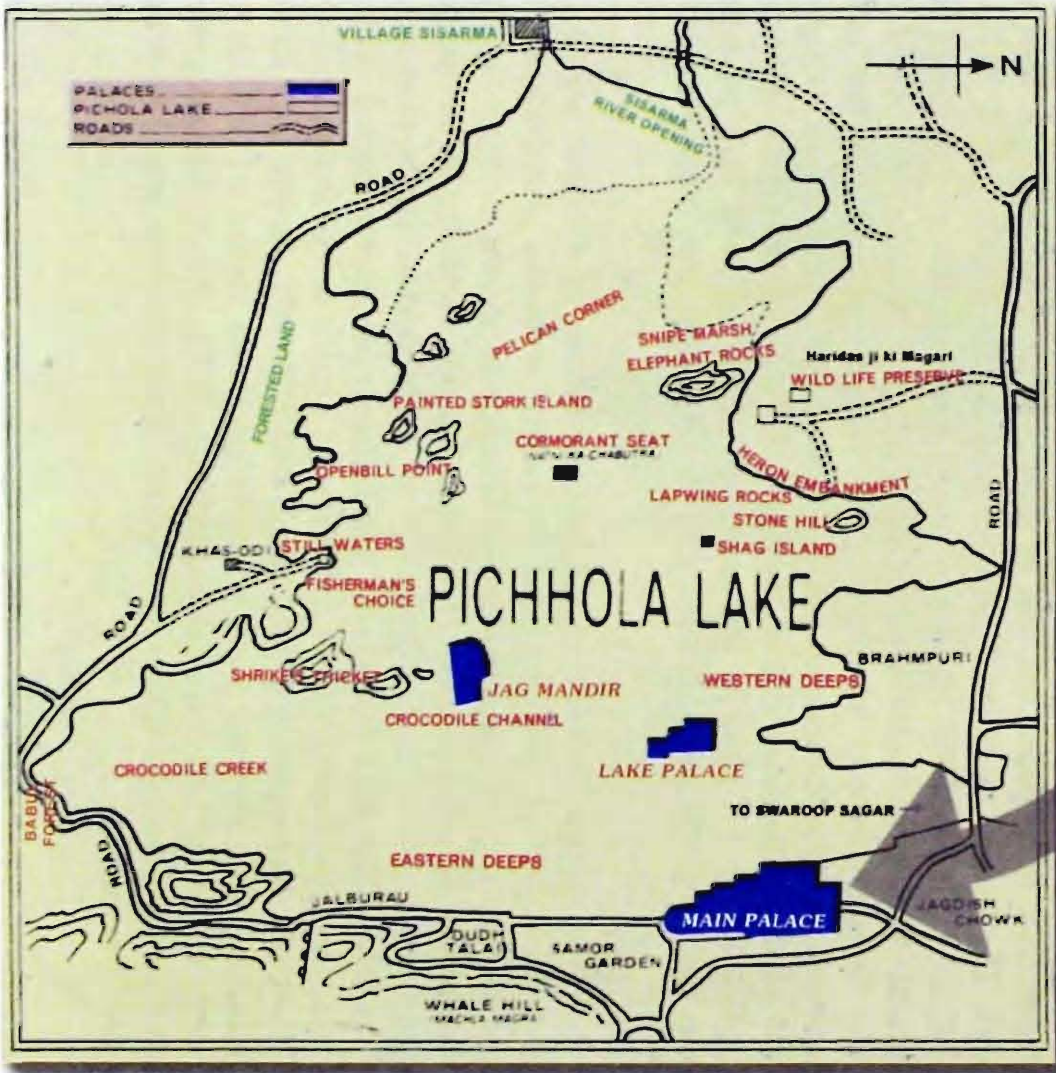 VILLAGE SISARMA
N
PALACES
PICHOLA LAKE
ROADS
SISARMA
RIVER OPENING
ROAD
FORESTED LAND
PELICAN CORNER
SNIPE MARSH
ELEPHANT ROCKS
Haridas ji ki Magari
WILD LIFE PRESERVE
PAINTED STORK ISLAND
CORMORANT SEAT
OPENBILL POINT
HERON EMBANKMENT
LAPWING ROCKS
STONE HILL
ROAD
STILL WATERS
SHAG ISLAND
KHAS-ODI
FISHERMAN'S
CHOICE
PICHHOLA LAKE
ROAD
BRAHMPURI
SHRIKE'S THICKET
JAG MANDIR
WESTERN DEEPS
CROCODILE CHANNEL
CROCODILE CREEK
LAKE PALACE
TO SWAROOP SAGAR
FOREST
ROAD
EASTERN DEEPS
JALBURAU
MAIN PALACE
JAGDISH
CHOWK
DUDH
TALAI
SAMOR
GARDEN
WHALE HILL
(MACHLA MAGRA)